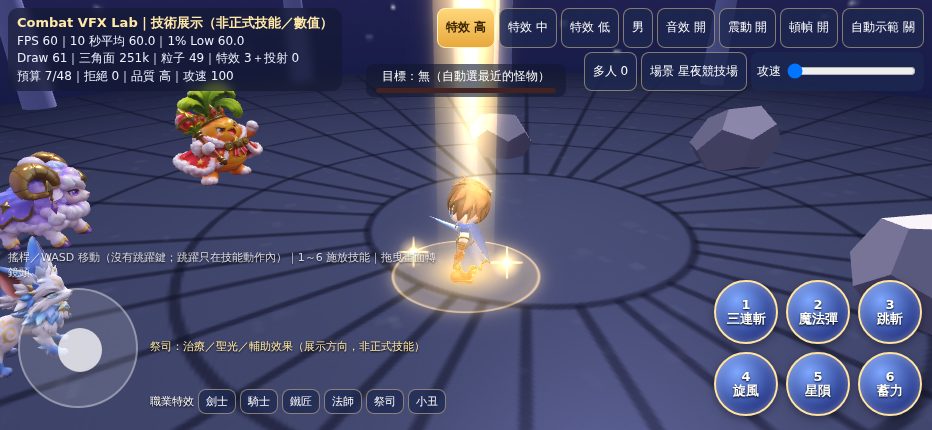 Combat VFX Lab｜技術展示（非正式技能／數值）
FPS 60｜10 秒平均 60.0｜1% Low 60.0
Draw 61｜三角面 251k｜粒子 49｜特效 3＋投射 0
預算 7/48｜拒絕 0｜品質 高｜攻速 100
特效 高
特效 中
特效 低
男
音效 開
震動 開
頓幀 開
自動示範 關
多人 0
場景 星夜競技場
攻速
目標：無（自動選最近的怪物）
搖桿／WASD 移動（沒有跳躍鍵；跳躍只在技能動作內）｜1～6 施放技能｜拖曳畫面轉
鏡頭
祭司：治療／聖光／輔助效果（展示方向，非正式技能）
職業特效
劍士
騎士
鐵匠
法師
祭司
小丑
1
三連斬
2
魔法彈
3
跳斬
4
旋風
5
星隕
6
蓄力